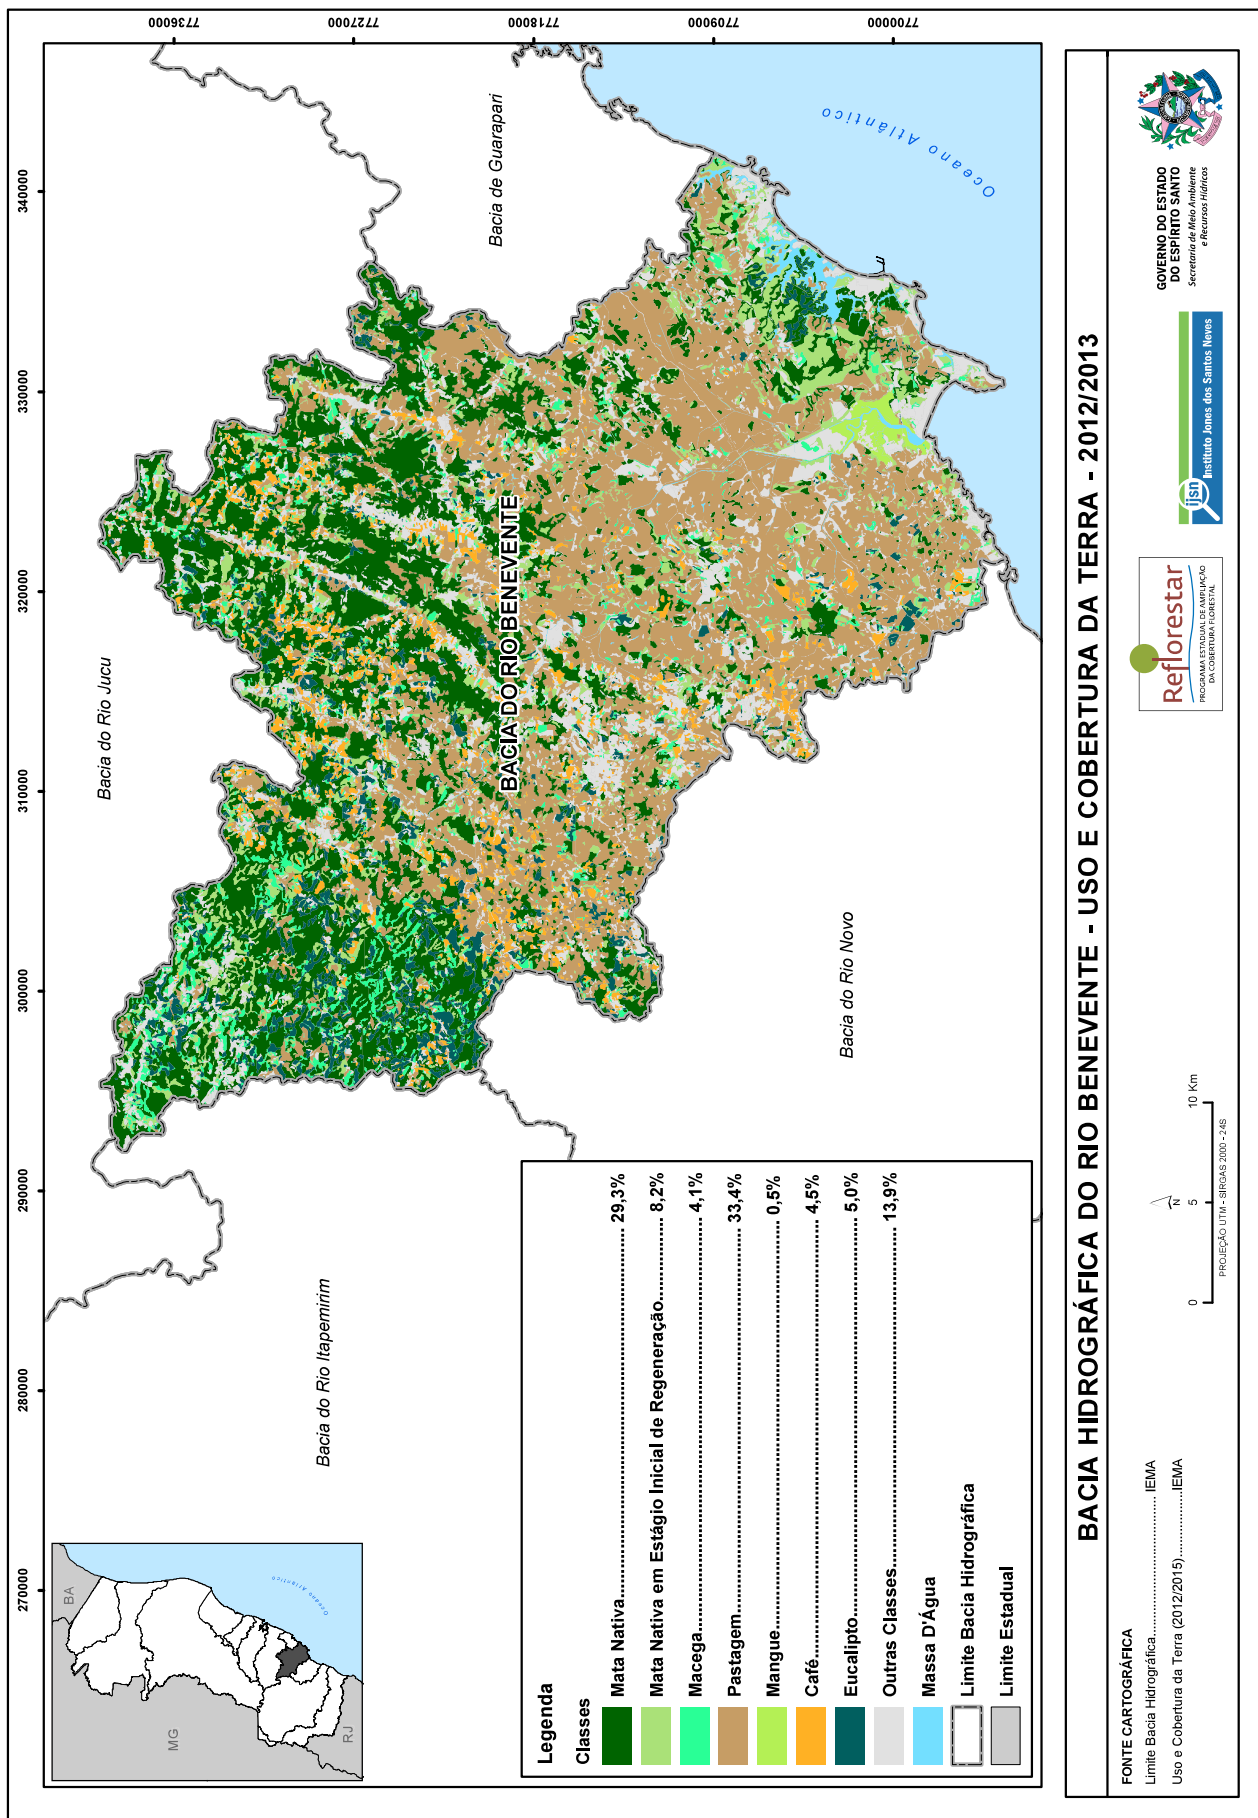 270000
280000
290000
300000
310000
320000
330000
340000
7736000
7727000
7718000
7709000
7700000
BA
MG
RJ
Oceano Atlântico
Bacia do Rio Itapemirim
Bacia do Rio Jucu
Bacia de Guarapari
Bacia do Rio Novo
BACIA DO RIO BENEVENTE
Oceano Atlântico
Legenda
Classes
Mata Nativa........ 29,3%
Mata Nativa em Estágio Inicial de Regeneração........ 8,2%
Macega........ 4,1%
Pastagem........ 33,4%
Mangue........ 0,5%
Café........ 4,5%
Eucalipto........ 5,0%
Outras Classes........ 13,9%
Massa D'Água
Limite Bacia Hidrográfica
Limite Estadual
BACIA HIDROGRÁFICA DO RIO BENEVENTE - USO E COBERTURA DA TERRA - 2012/2013
FONTE CARTOGRÁFICA
Limite Bacia Hidrográfica........ IEMA
Uso e Cobertura da Terra (2012/2015)........IEMA
N
0 5 10 Km
PROJEÇÃO UTM - SIRGAS 2000 - 24S
Reflorestar
PROGRAMA ESTADUAL DE AMPLIAÇÃO
DA COBERTURA FLORESTAL
ijsn
Instituto Jones dos Santos Neves
GOVERNO DO ESTADO
DO ESPÍRITO SANTO
Secretaria de Meio Ambiente
e Recursos Hídricos